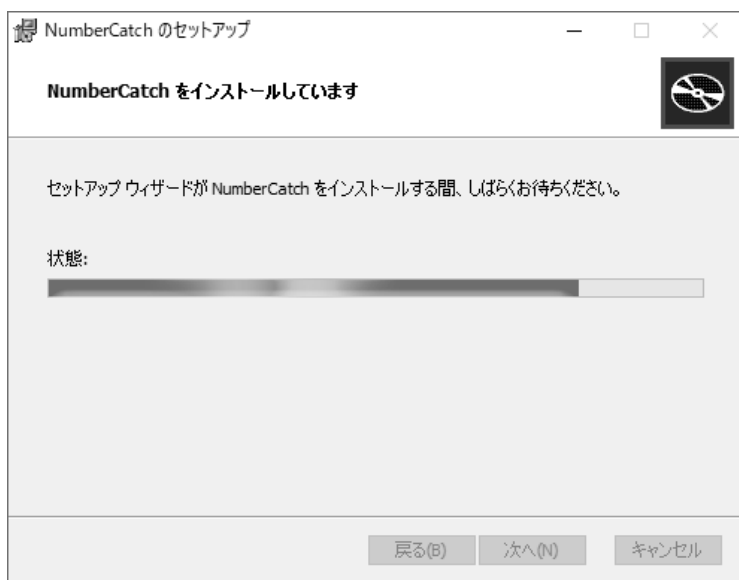 NumberCatch のセットアップ
NumberCatch をインストールしています
セットアップ ウィザードが NumberCatch をインストールする間、しばらくお待ちください。
状態:
戻る(B) 次へ(N) キャンセル